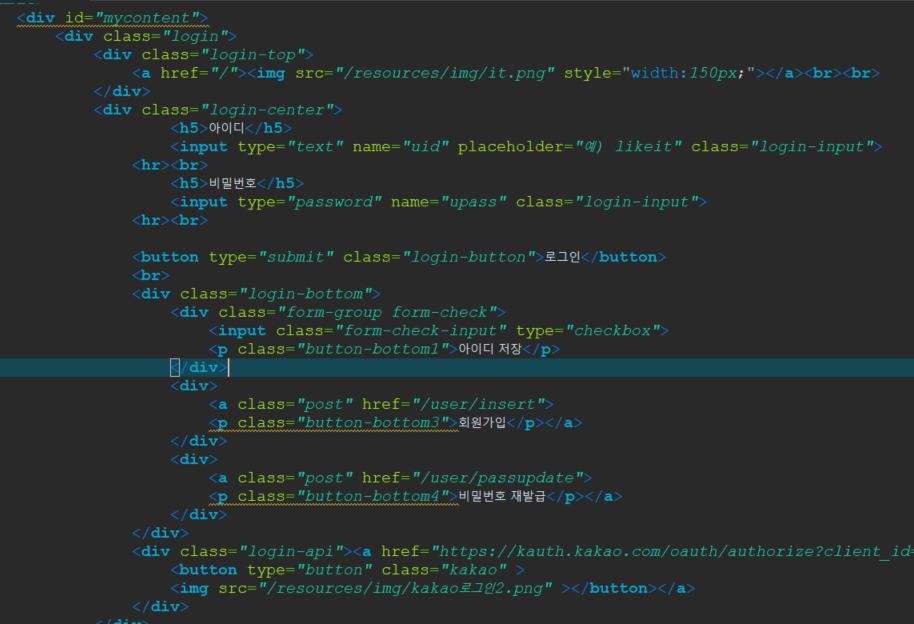 <div id="mycontent">
<div class="login">
<div class="login-top">
<a href="/"><img src="/resources/img/it.png" style="width:150px;"></a><br><br>
</div>
<div class="login-center">
<h5>아이디</h5>
<input type="text" name="uid" placeholder="예) likeit" class="login-input">
<hr><br>
<h5>비밀번호</h5>
<input type="password" name="upass" class="login-input">
<hr><br>
<button type="submit" class="login-button">로그인</button>
<br>
<div class="login-bottom">
<div class="form-group form-check">
<input class="form-check-input" type="checkbox">
<p class="button-bottom1">아이디 저장</p>
</div>
<div>
<a class="post" href="/user/insert">
<p class="button-bottom3">회원가입</p></a>
</div>
<div>
<a class="post" href="/user/passupdate">
<p class="button-bottom4">비밀번호 재발급</p></a>
</div>
</div>
<div class="login-api"><a href="https://kauth.kakao.com/oauth/authorize?client_id=
<button type="button" class="kakao" >
<img src="/resources/img/kakao로그인2.png" ></button></a>
</div>
</div>